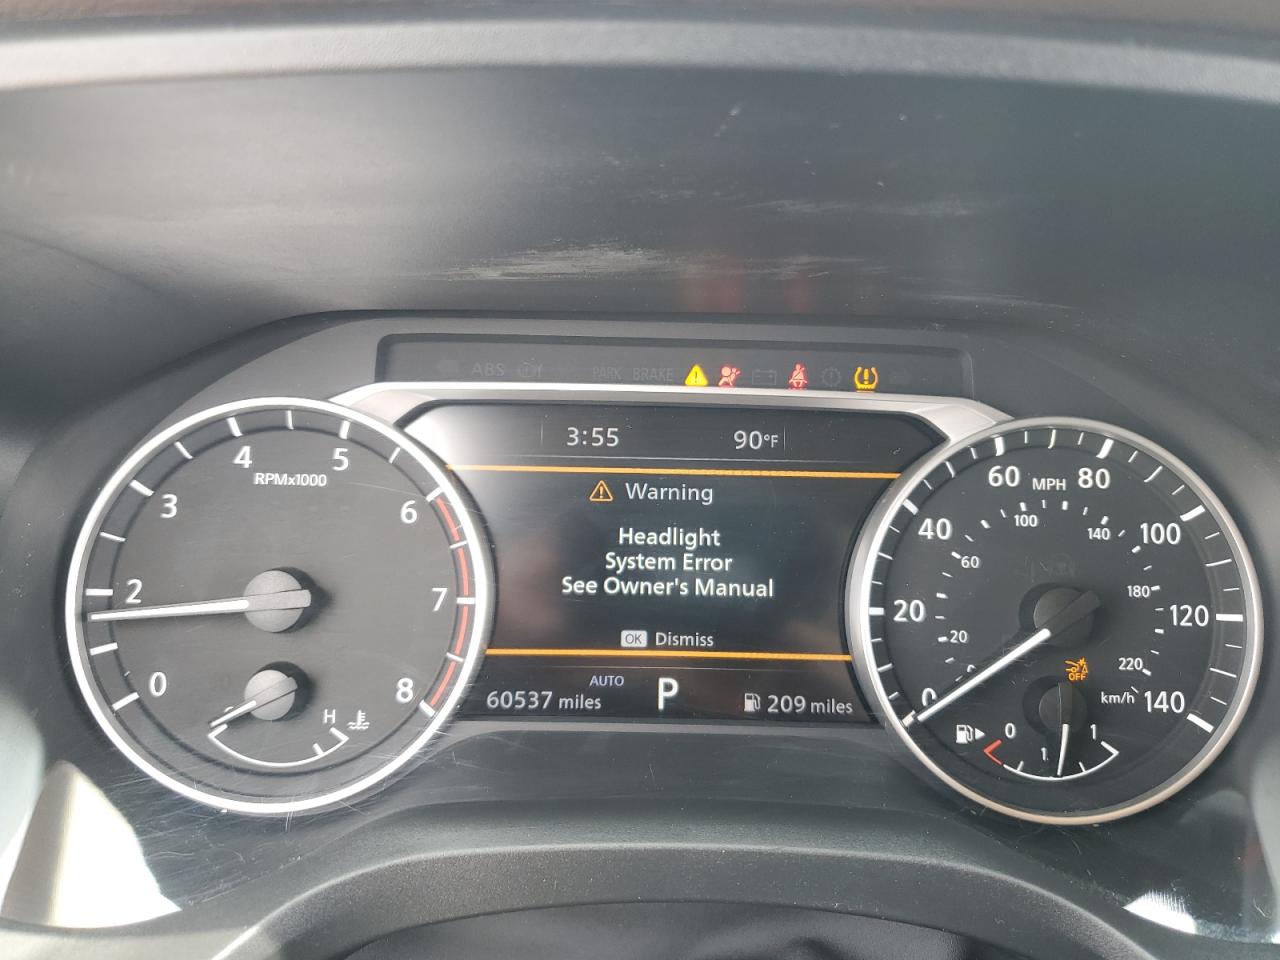 ABS PARK BRAKE
3:55 90°F
Warning
Headlight
System Error
See Owner's Manual
OK Dismiss
AUTO
60537 miles P 209 miles
RPMx1000
0 2 3 4 5 6 7 8
H
MPH
0 20 40 60 80 100 120 140
20 60 100 140 180 220
km/h
OFF
0 1 1